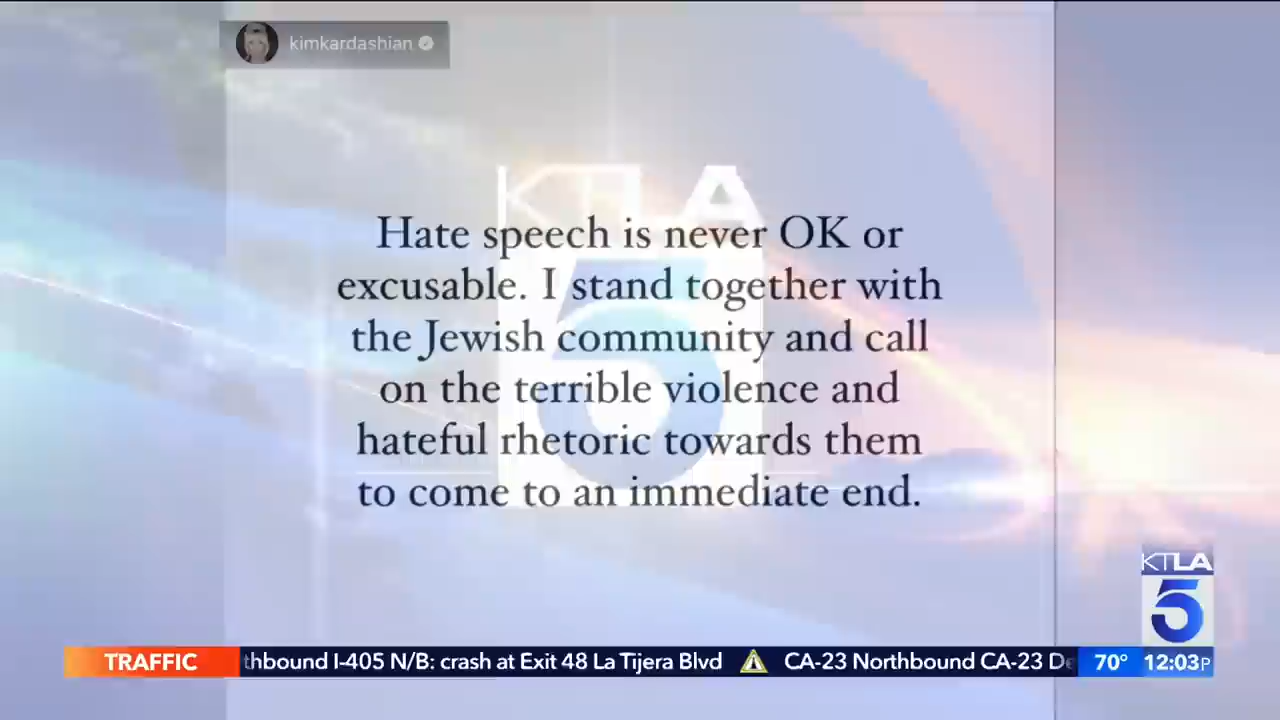 kimkardashian
KTLA
5
Hate speech is never OK or
excusable. I stand together with
the Jewish community and call
on the terrible violence and
hateful rhetoric towards them
to come to an immediate end.
KTLA
5
TRAFFIC
I-405 N/B: crash at Exit 48 La Tijera Blvd CA-23 Northbound CA-23
70° 12:03P